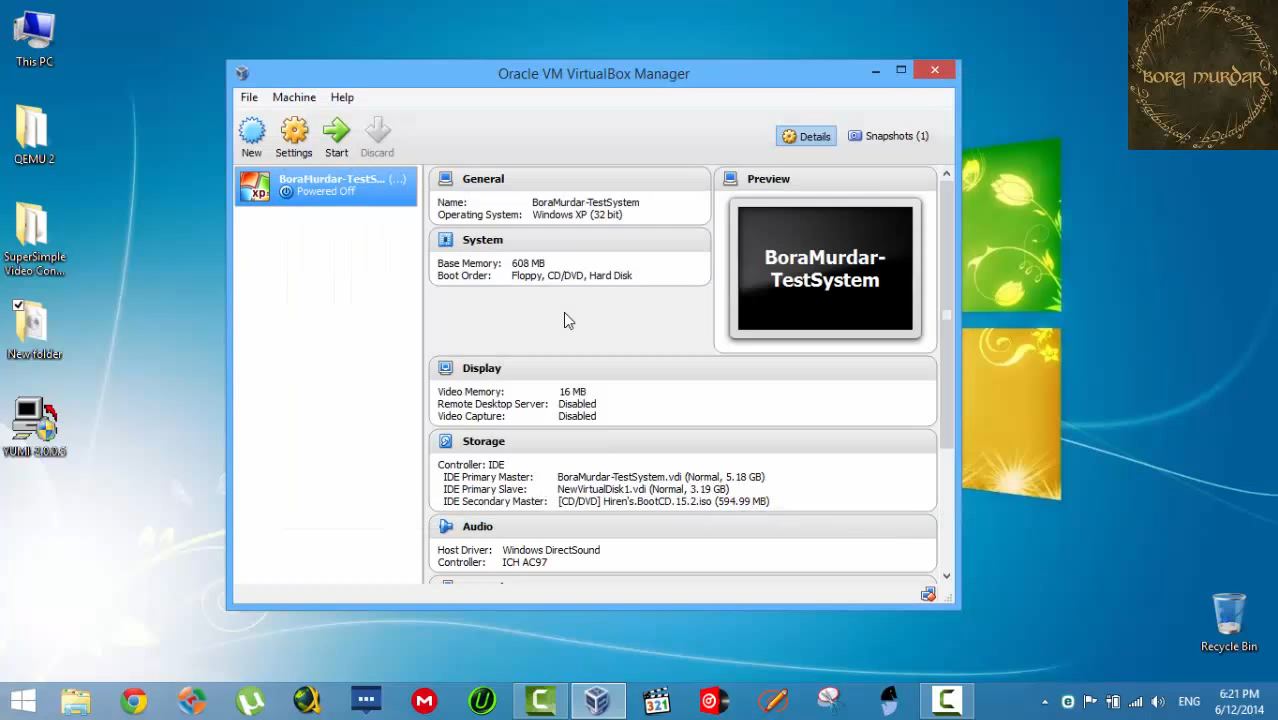 This PC
QEMU 2
SuperSimple
Video Con...
New folder
YUMI-2.0.0.5
BORA MURDAR
Oracle VM VirtualBox Manager
File Machine Help
New Settings Start Discard
Details Snapshots (1)
BoraMurdar-TestS... (...)
Powered Off
xp
General
Name: BoraMurdar-TestSystem
Operating System: Windows XP (32 bit)
System
Base Memory: 608 MB
Boot Order: Floppy, CD/DVD, Hard Disk
Preview
BoraMurdar-
TestSystem
Display
Video Memory: 16 MB
Remote Desktop Server: Disabled
Video Capture: Disabled
Storage
Controller: IDE
IDE Primary Master: BoraMurdar-TestSystem.vdi (Normal, 5.18 GB)
IDE Primary Slave: NewVirtualDisk1.vdi (Normal, 3.19 GB)
IDE Secondary Master: [CD/DVD] Hiren's.BootCD.15.2.iso (594.99 MB)
Audio
Host Driver: Windows DirectSound
Controller: ICH AC97
Recycle Bin
321
ENG
6:21 PM
6/12/2014